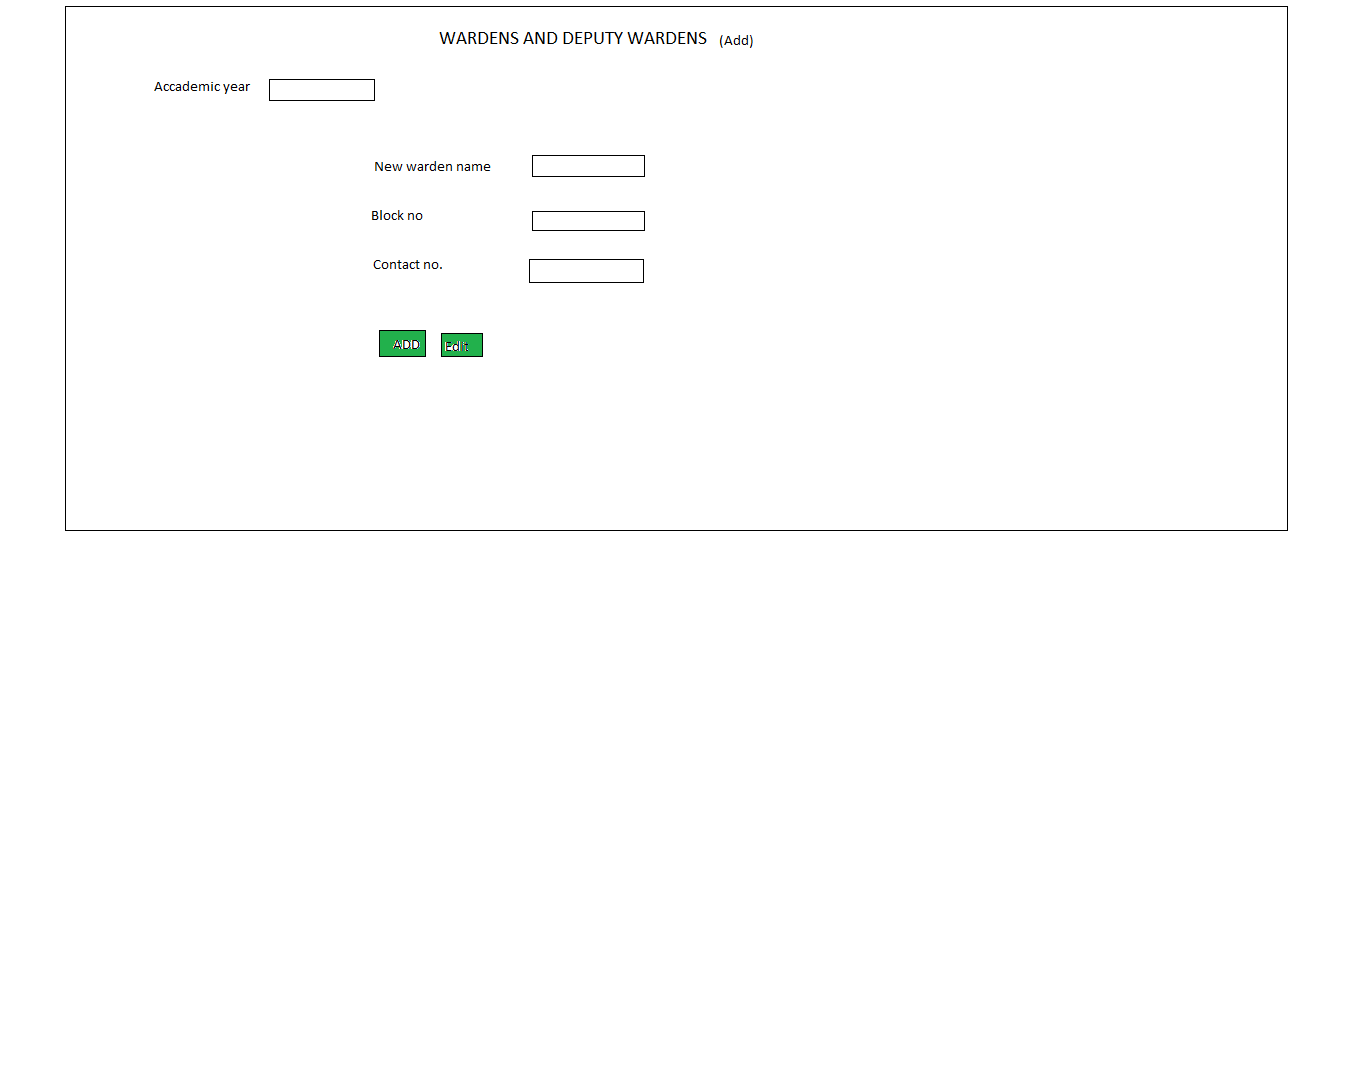 WARDENS AND DEPUTY WARDENS (Add)
Accademic year
New warden name
Block no
Contact no.
ADD Edit